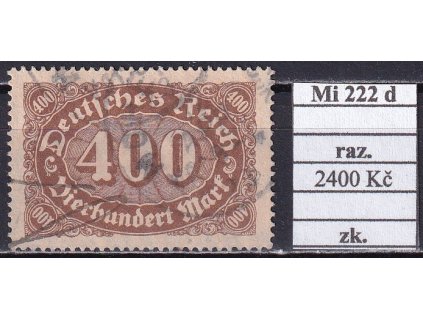 400 400
Deutsches Reich
400
Vierhundert Mark
400 400
Mi 222 d
raz.
2400 Kč
zk.